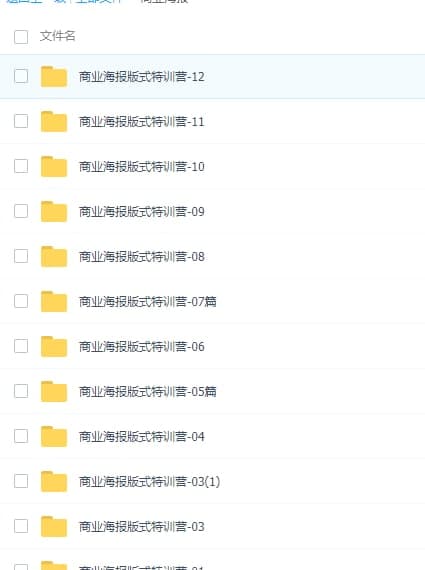 文件名
商业海报版式特训营-12
商业海报版式特训营-11
商业海报版式特训营-10
商业海报版式特训营-09
商业海报版式特训营-08
商业海报版式特训营-07篇
商业海报版式特训营-06
商业海报版式特训营-05篇
商业海报版式特训营-04
商业海报版式特训营-03(1)
商业海报版式特训营-03